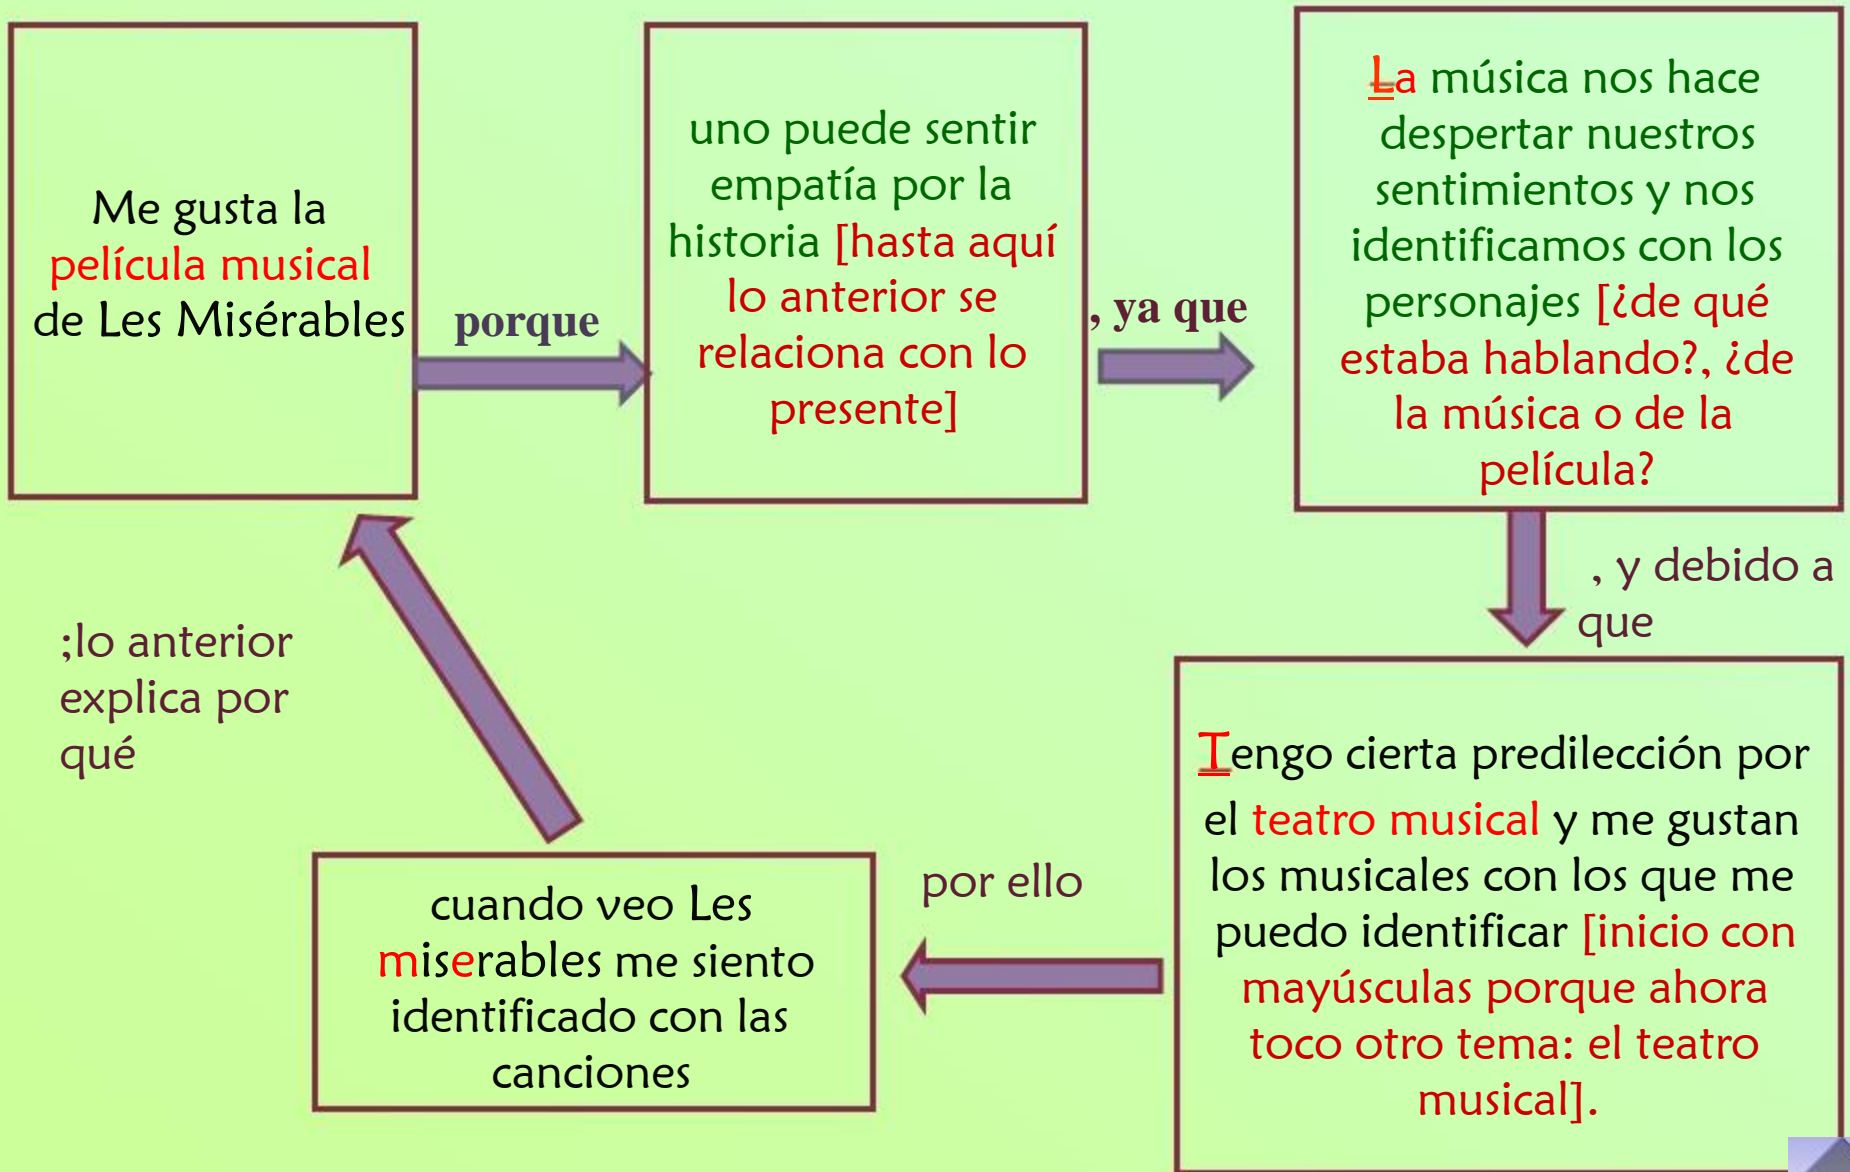 Me gusta la
película musical
de Les Misérables
porque
uno puede sentir
empatía por la
historia [hasta aquí
lo anterior se
relaciona con lo
presente]
, ya que
La música nos hace
despertar nuestros
sentimientos y nos
identificamos con los
personajes [¿de qué
estaba hablando?, ¿de
la música o de la
película?
, y debido a
que
Tengo cierta predilección por
el teatro musical y me gustan
los musicales con los que me
puedo identificar [inicio con
mayúsculas porque ahora
toco otro tema: el teatro
musical].
por ello
cuando veo Les
miserables me siento
identificado con las
canciones
;lo anterior
explica por
qué